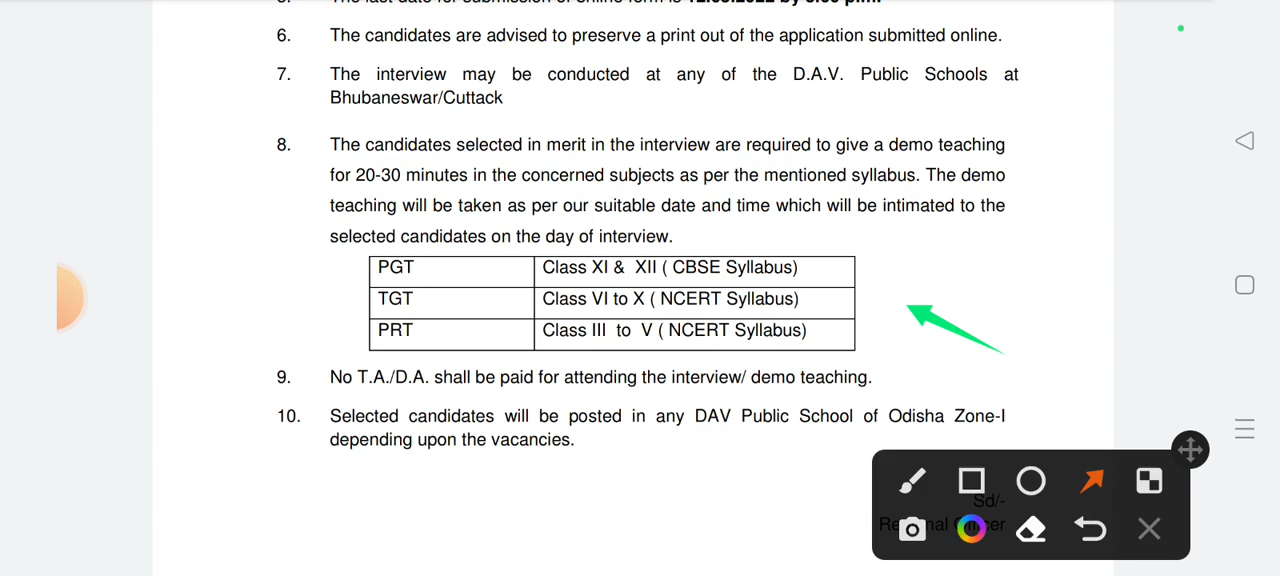 6. The candidates are advised to preserve a print out of the application submitted online.
7. The interview may be conducted at any of the D.A.V. Public Schools at
Bhubaneswar/Cuttack
8. The candidates selected in merit in the interview are required to give a demo teaching
for 20-30 minutes in the concerned subjects as per the mentioned syllabus. The demo
teaching will be taken as per our suitable date and time which will be intimated to the
selected candidates on the day of interview.
PGT Class XI & XII ( CBSE Syllabus)
TGT Class VI to X ( NCERT Syllabus)
PRT Class III to V ( NCERT Syllabus)
9. No T.A./D.A. shall be paid for attending the interview/ demo teaching.
10. Selected candidates will be posted in any DAV Public School of Odisha Zone-I
depending upon the vacancies.
Sd/-